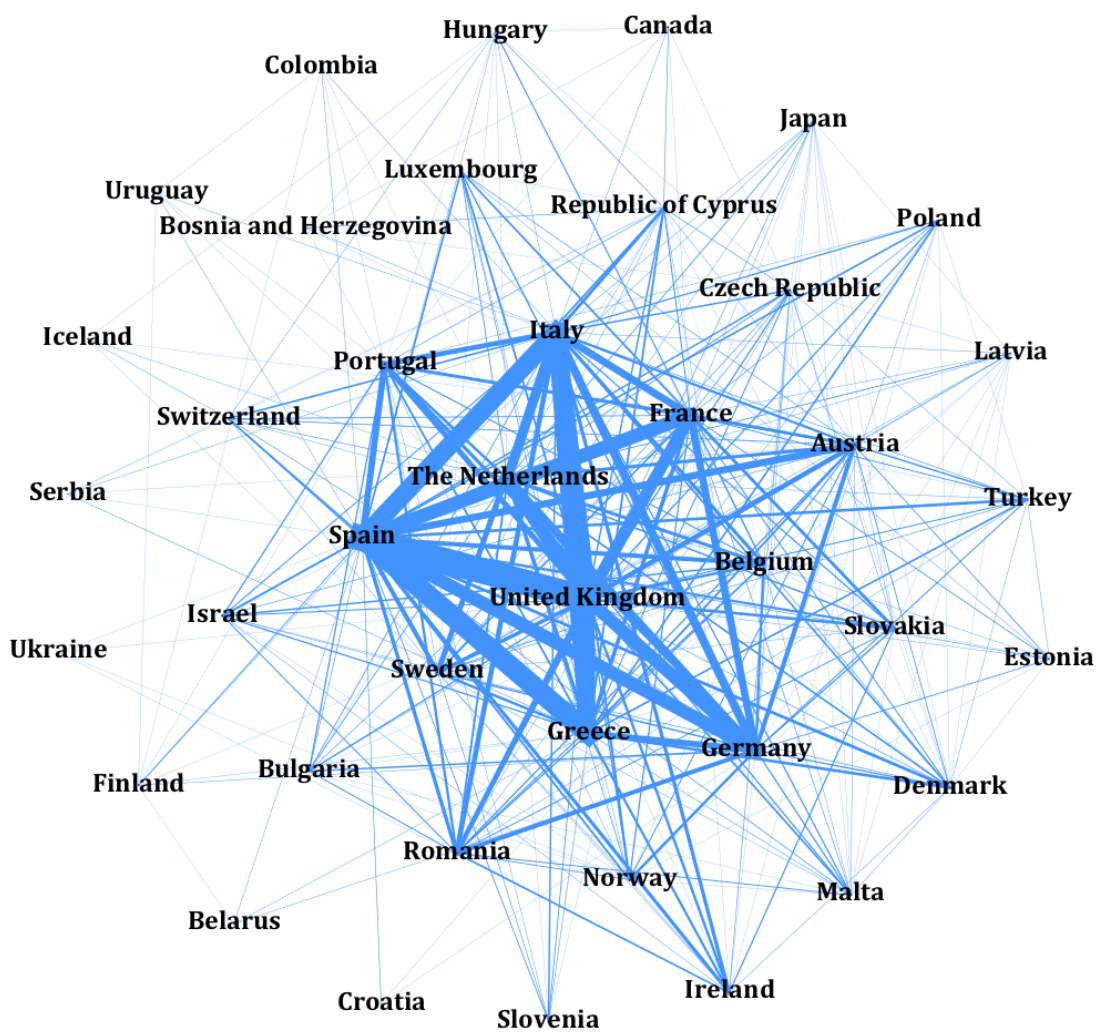 Hungary
Canada
Colombia
Japan
Luxembourg
Uruguay
Republic of Cyprus
Bosnia and Herzegovina
Poland
Czech Republic
Italy
Iceland
Latvia
Portugal
Switzerland
France
Austria
The Netherlands
Serbia
Turkey
Spain
Belgium
United Kingdom
Israel
Slovakia
Ukraine
Estonia
Sweden
Greece
Germany
Bulgaria
Finland
Denmark
Romania
Norway
Malta
Belarus
Ireland
Croatia
Slovenia